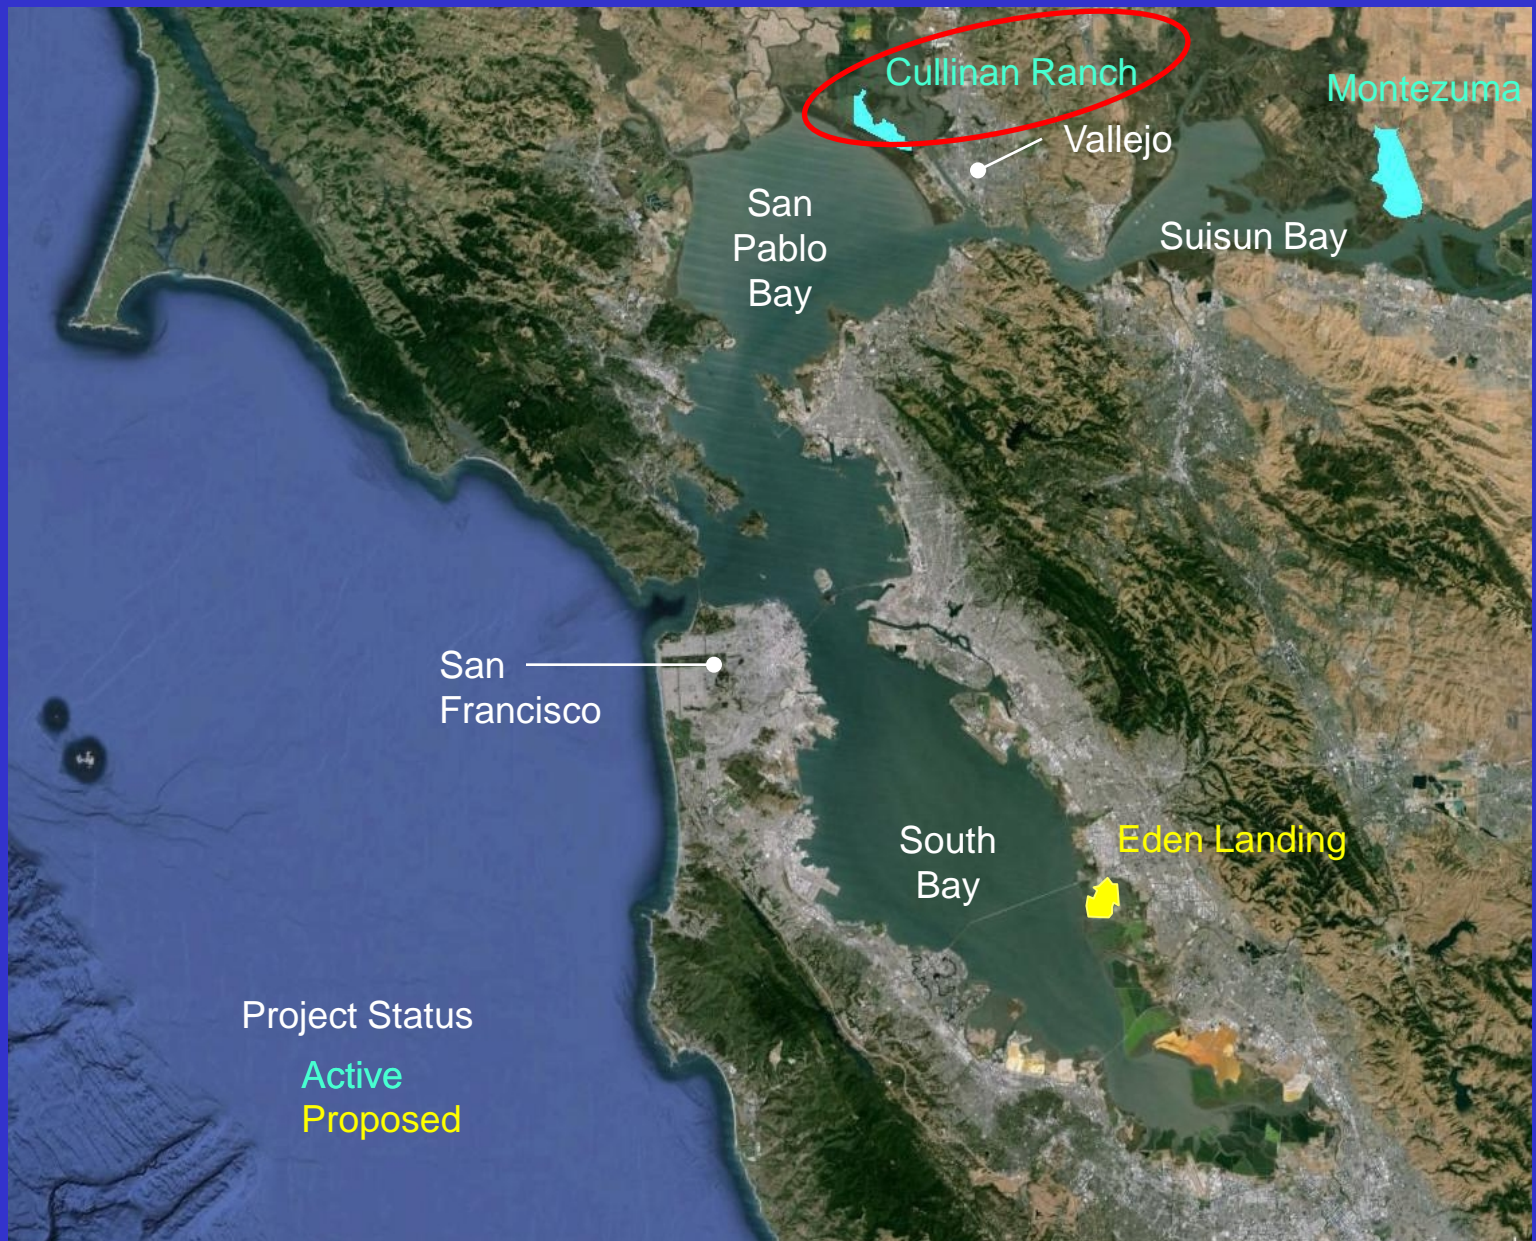 Cullinan Ranch
Montezuma
Vallejo
San
Pablo
Bay
Suisun Bay
San
Francisco
South
Bay
Eden Landing
Project Status
Active
Proposed